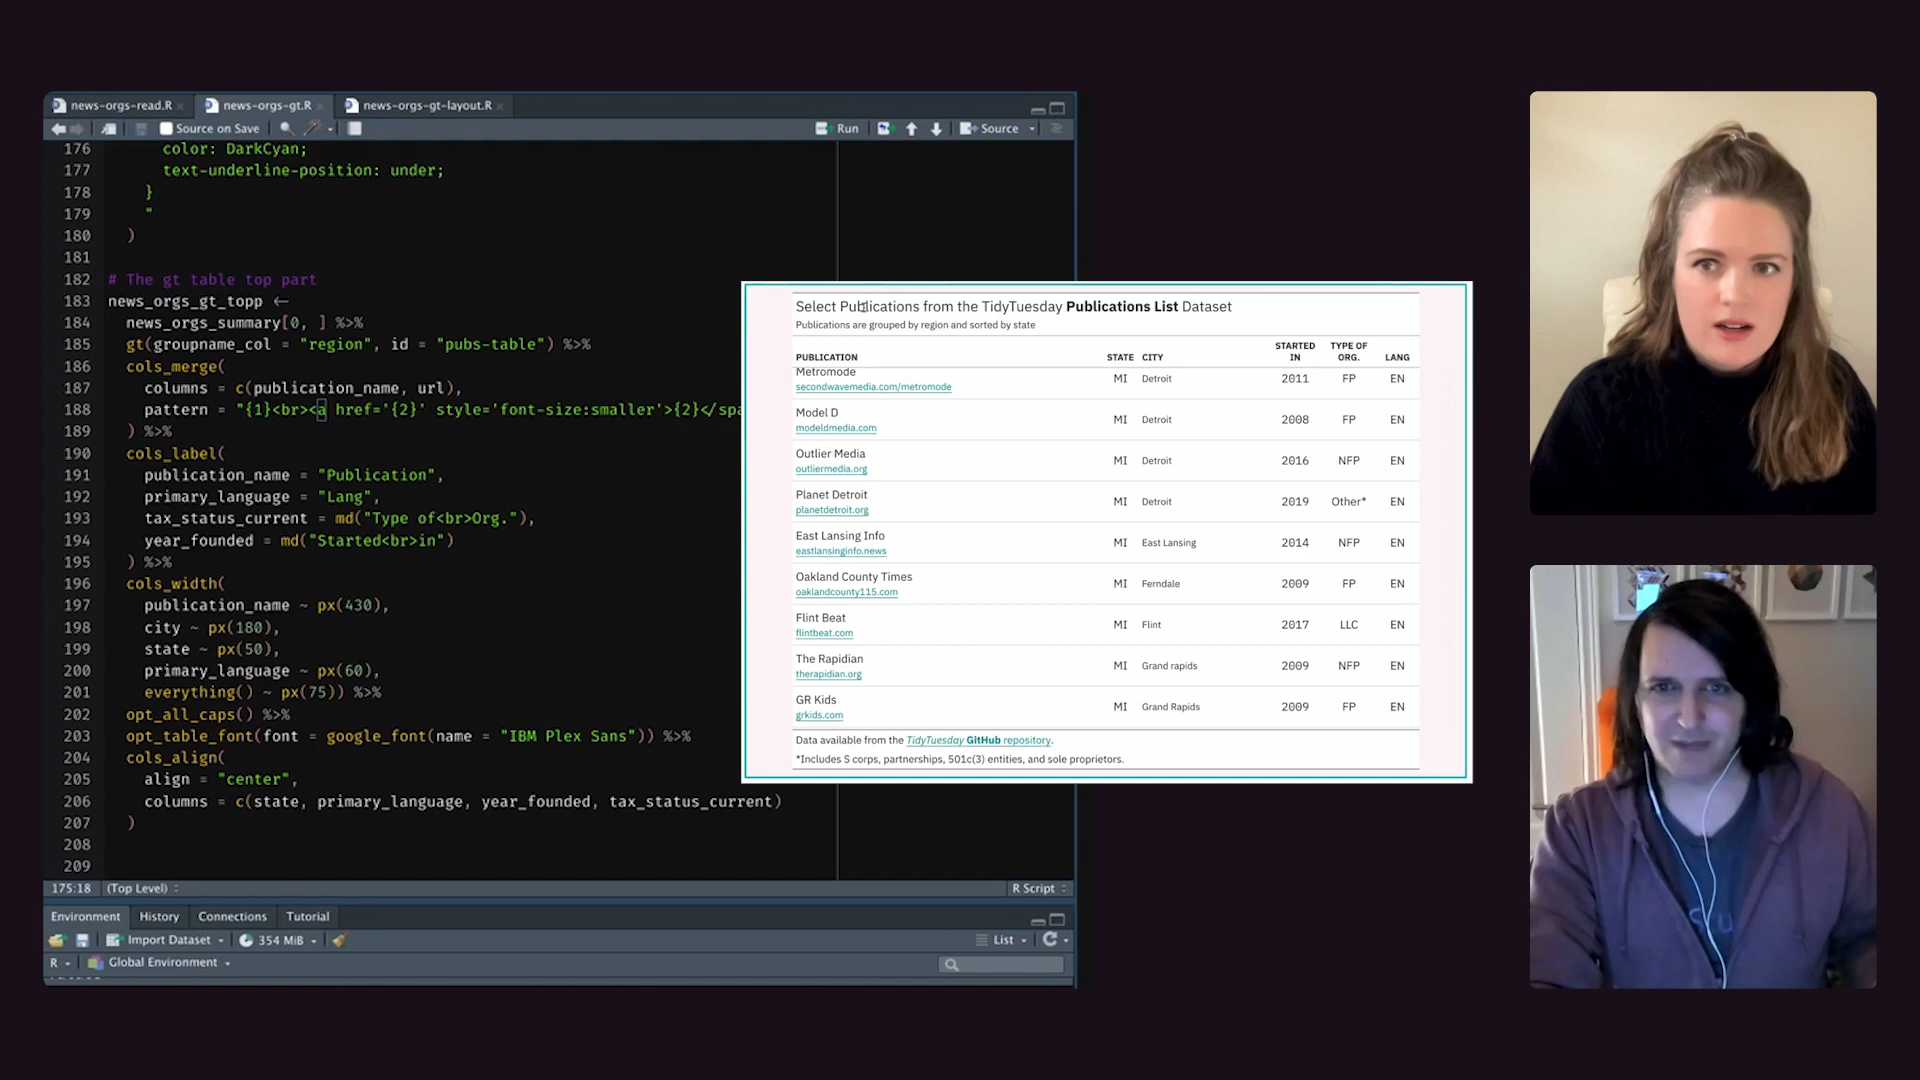 news-orgs-read.R
news-orgs-gt.R
news-orgs-gt-layout.R
Source on Save
Run
Source
176 color: DarkCyan;
177 text-underline-position: under;
178 }
179 "
180 )
181
182 # The gt table top part
183 news_orgs_gt_topp ←
184 news_orgs_summary[0, ] %>%
185 gt(groupname_col = "region", id = "pubs-table") %>%
186 cols_merge(
187 columns = c(publication_name, url),
188 pattern = "{1}<br><a href='{2}' style='font-size:smaller'>{2}</spa
189 ) %>%
190 cols_label(
191 publication_name = "Publication",
192 primary_language = "Lang",
193 tax_status_current = md("Type of<br>Org."),
194 year_founded = md("Started<br>in")
195 ) %>%
196 cols_width(
197 publication_name ~ px(430),
198 city ~ px(180),
199 state ~ px(50),
200 primary_language ~ px(60),
201 everything() ~ px(75)) %>%
202 opt_all_caps() %>%
203 opt_table_font(font = google_font(name = "IBM Plex Sans")) %>%
204 cols_align(
205 align = "center",
206 columns = c(state, primary_language, year_founded, tax_status_current)
207 )
208
209
175:18 (Top Level)
R Script
Environment History Connections Tutorial
Import Dataset 354 MiB
List
R Global Environment
Select Publications from the TidyTuesday Publications List Dataset
Publications are grouped by region and sorted by state
PUBLICATION STATE CITY STARTED IN TYPE OF ORG. LANG
Metromode MI Detroit 2011 FP EN
secondwavemedia.com/metromode
Model D MI Detroit 2008 FP EN
modeldmedia.com
Outlier Media MI Detroit 2016 NFP EN
outliermedia.org
Planet Detroit MI Detroit 2019 Other* EN
planetdetroit.org
East Lansing Info MI East Lansing 2014 NFP EN
eastlansinginfo.news
Oakland County Times MI Ferndale 2009 FP EN
oaklandcounty115.com
Flint Beat MI Flint 2017 LLC EN
flintbeat.com
The Rapidian MI Grand rapids 2009 NFP EN
therapidian.org
GR Kids MI Grand Rapids 2009 FP EN
grkids.com
Data available from the TidyTuesday GitHub repository.
*Includes S corps, partnerships, 501c(3) entities, and sole proprietors.